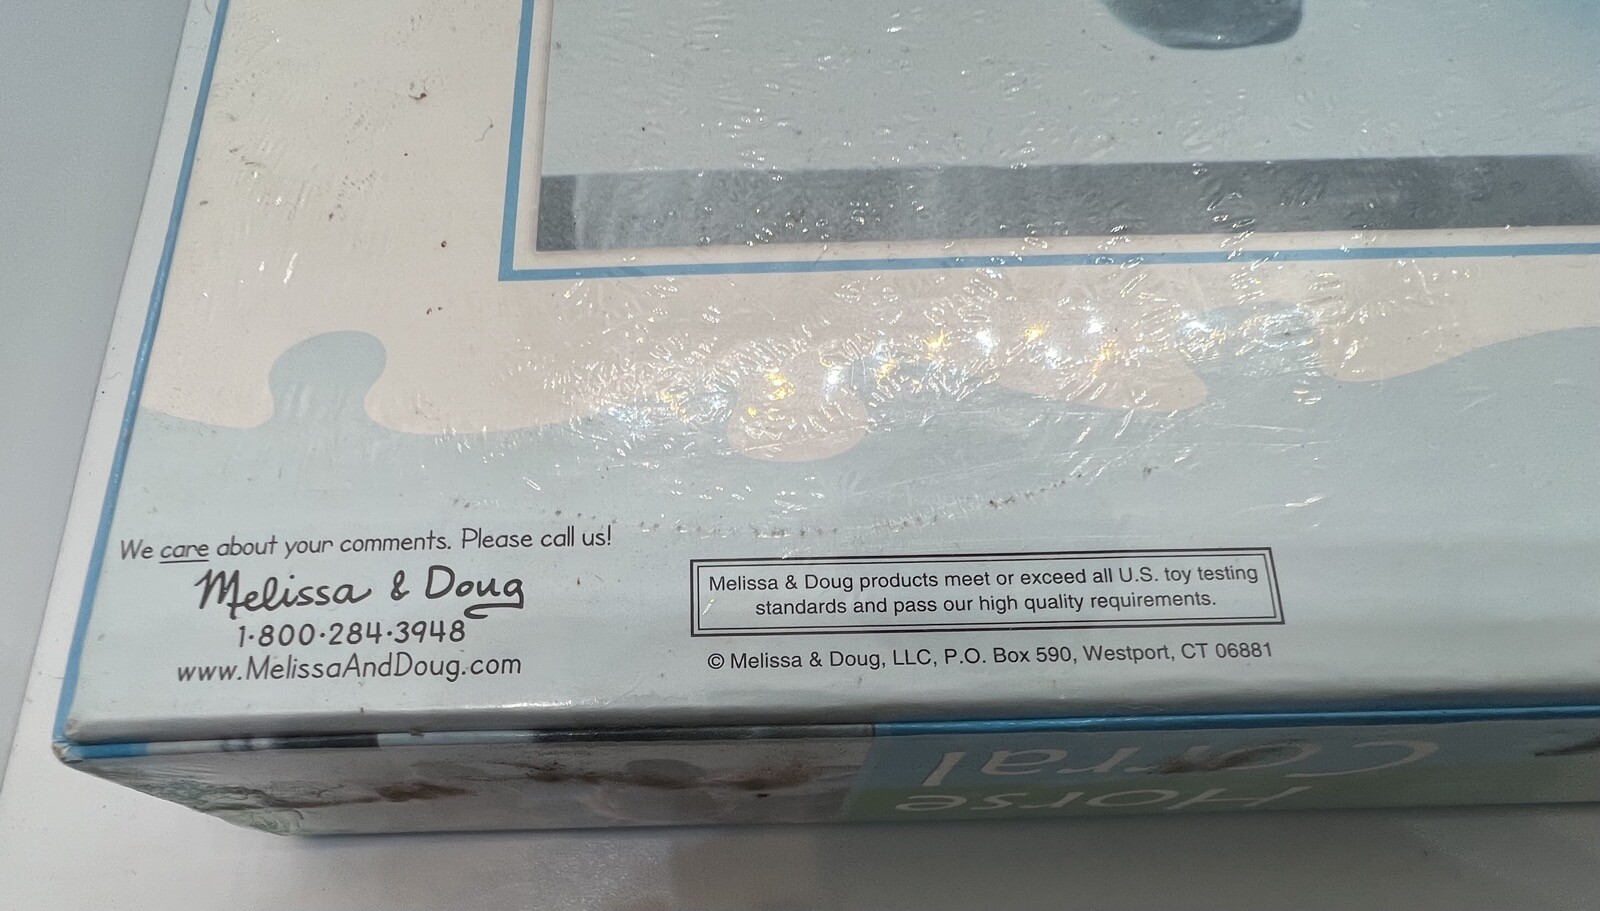 We care about your comments. Please call us!
Melissa & Doug
1·800·284·3948
www.MelissaAndDoug.com
Melissa & Doug products meet or exceed all U.S. toy testing
standards and pass our high quality requirements.
© Melissa & Doug, LLC, P.O. Box 590, Westport, CT 06881
Horse
Corral